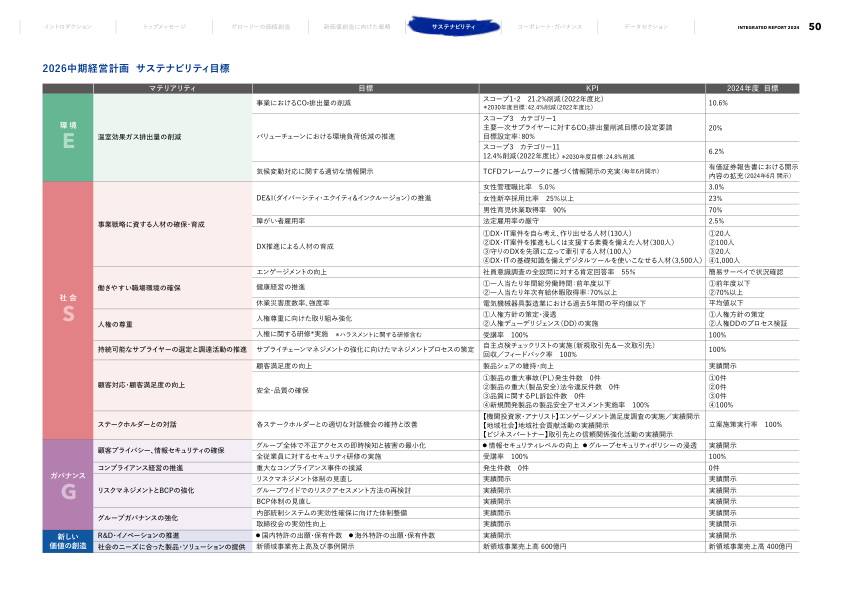 イントロダクション
トップメッセージ
グローリーの価値創造
新価値創造に向けた戦略
サステナビリティ
コーポレート・ガバナンス
データセクション
INTEGRATED REPORT 2024 50
2026中期経営計画 サステナビリティ目標
マテリアリティ 目標 KPI 2024年度 目標
環境
E
温室効果ガス排出量の削減
事業におけるCO₂排出量の削減
スコープ1・2 21.2%削減（2022年度比）
※2030年度目標：42.4%削減（2022年度比）
10.6%
バリューチェーンにおける環境負荷低減の推進
スコープ3 カテゴリー1
主要一次サプライヤーに対するCO₂排出量削減目標の設定要請
目標設定率：80%
20%
スコープ3 カテゴリー11
12.4%削減（2022年度比） ※2030年度目標：24.8%削減
6.2%
気候変動対応に関する適切な情報開示
TCFDフレームワークに基づく情報開示の充実（毎年6月開示）
有価証券報告書における開示
内容の拡充（2024年6月 開示）
社会
S
事業戦略に資する人材の確保・育成
DE&I（ダイバーシティ・エクイティ&インクルージョン）の推進
女性管理職比率 5.0%
3.0%
女性新卒採用比率 25%以上
23%
男性育児休業取得率 90%
70%
障がい者雇用率
法定雇用率の厳守
2.5%
DX推進による人材の育成
①DX・IT案件を自ら考え、作り出せる人材（130人）
②DX・IT案件を推進もしくは支援する素養を備えた人材（300人）
③守りのDXを先頭に立って牽引する人材（100人）
④DX・ITの基礎知識を備えデジタルツールを使いこなせる人材（3,500人）
①20人
②100人
③20人
④1,000人
働きやすい職場環境の確保
エンゲージメントの向上
社員意識調査の全設問に対する肯定回答率 55%
簡易サーベイで状況確認
健康経営の推進
①一人当たり年間総労働時間：前年度以下
②一人当たり年次有給休暇取得率：70%以上
①前年度以下
②70%以上
休業災害度数率、強度率
電気機械器具製造業における過去5年間の平均値以下
平均値以下
人権の尊重
人権尊重に向けた取り組み強化
①人権方針の策定・浸透
②人権デューデリジェンス（DD）の実施
①人権方針の策定
②人権DDのプロセス検証
人権に関する研修※実施 ※ハラスメントに関する研修含む
受講率 100%
100%
持続可能なサプライヤーの選定と調達活動の推進
サプライチェーンマネジメントの強化に向けたマネジメントプロセスの策定
自主点検チェックリストの実施（新規取引先&一次取引先）
回収／フィードバック率 100%
100%
顧客対応・顧客満足度の向上
顧客満足度の向上
製品シェアの維持・向上
実績開示
安全・品質の確保
①製品の重大事故（PL）発生件数 0件
②製品の重大（製品安全）法令違反件数 0件
③品質に関するPL訴訟件数 0件
④新規開発製品の製品安全アセスメント実施率 100%
①0件
②0件
③0件
④100%
ステークホルダーとの対話
各ステークホルダーとの適切な対話機会の維持と改善
【機関投資家・アナリスト】エンゲージメント満足度調査の実施／実績開示
【地域社会】地域社会貢献活動の実績開示
【ビジネスパートナー】取引先との信頼関係強化活動の実績開示
立案施策実行率 100%
ガバナンス
G
顧客プライバシー、情報セキュリティの確保
グループ全体で不正アクセスの即時検知と被害の最小化
●情報セキュリティレベルの向上 ●グループセキュリティポリシーの浸透
実績開示
全従業員に対するセキュリティ研修の実施
受講率 100%
100%
コンプライアンス経営の推進
重大なコンプライアンス事件の撲滅
発生件数 0件
0件
リスクマネジメントとBCPの強化
リスクマネジメント体制の見直し
実績開示
実績開示
グループワイドでのリスクアセスメント方法の再検討
実績開示
実績開示
BCP体制の見直し
実績開示
実績開示
グループガバナンスの強化
内部統制システムの実効性確保に向けた体制整備
実績開示
実績開示
取締役会の実効性向上
実績開示
実績開示
新しい
価値の創造
R&D・イノベーションの推進
●国内特許の出願・保有件数 ●海外特許の出願・保有件数
実績開示
実績開示
社会のニーズに合った製品・ソリューションの提供
新領域事業売上高及び事例開示
新領域事業売上高 600億円
新領域事業売上高 400億円